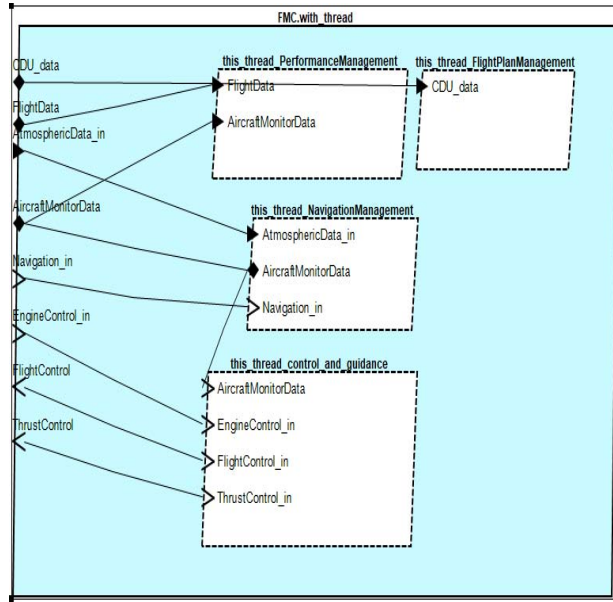 FMC.with_thread
CDU_data
FlightData
AtmosphericData_in
AircraftMonitorData
Navigation_in
EngineControl_in
FlightControl
ThrustControl
this_thread_PerformanceManagement
FlightData
AircraftMonitorData
this_thread_FlightPlanManagement
CDU_data
this_thread_NavigationManagement
AtmosphericData_in
AircraftMonitorData
Navigation_in
this_thread_control_and_guidance
AircraftMonitorData
EngineControl_in
FlightControl_in
ThrustControl_in